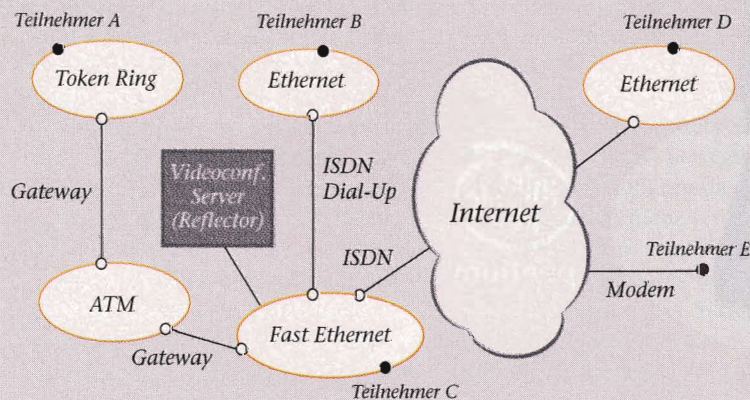 Teilnehmer A
Teilnehmer B
Teilnehmer D
Token Ring
Ethernet
Ethernet
Videoconf.
Server
(Reflector)
ISDN
Dial-Up
Gateway
Internet
ISDN
Teilnehmer E
Modem
ATM
Fast Ethernet
Gateway
Teilnehmer C